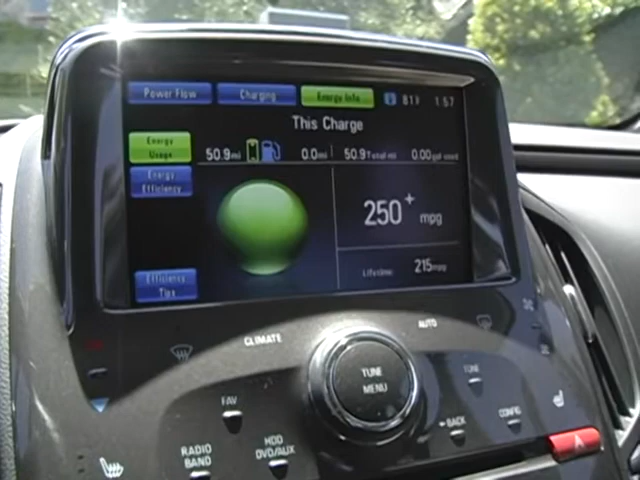 Power Flow Charging Energy Info 81° 1:57
This Charge
Energy
Usage
50.9mi 0.0mi 50.9 Total mi 0.00 gal used
Energy
Efficiency
250+ mpg
Lifetime: 215mpg
Efficiency
Tips
CLIMATE AUTO
TUNE
MENU
TONE
FAV
BACK CONFIG
RADIO
BAND
HDD
DVD/AUX